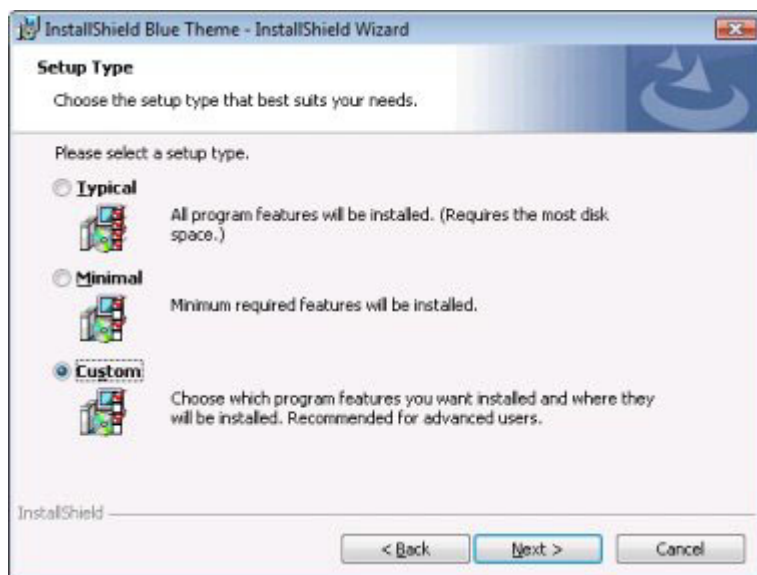 InstallShield Blue Theme - InstallShield Wizard
Setup Type
Choose the setup type that best suits your needs.
Please select a setup type.
Typical
All program features will be installed. (Requires the most disk
space.)
Minimal
Minimum required features will be installed.
Custom
Choose which program features you want installed and where they
will be installed. Recommended for advanced users.
InstallShield
< Back Next > Cancel